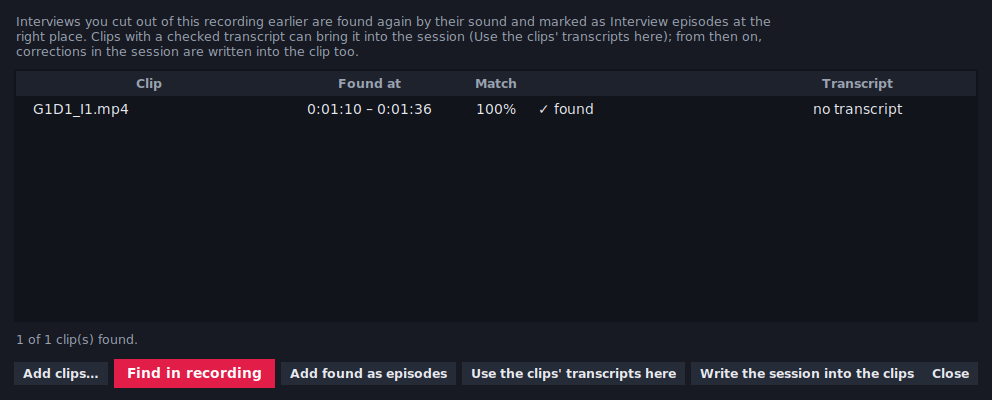 Interviews you cut out of this recording earlier are found again by their sound and marked as Interview episodes at the
right place. Clips with a checked transcript can bring it into the session (Use the clips' transcripts here); from then on,
corrections in the session are written into the clip too.
Clip Found at Match Transcript
G1D1_I1.mp4 0:01:10 – 0:01:36 100% ✓ found no transcript
1 of 1 clip(s) found.
Add clips... Find in recording Add found as episodes Use the clips' transcripts here Write the session into the clips Close